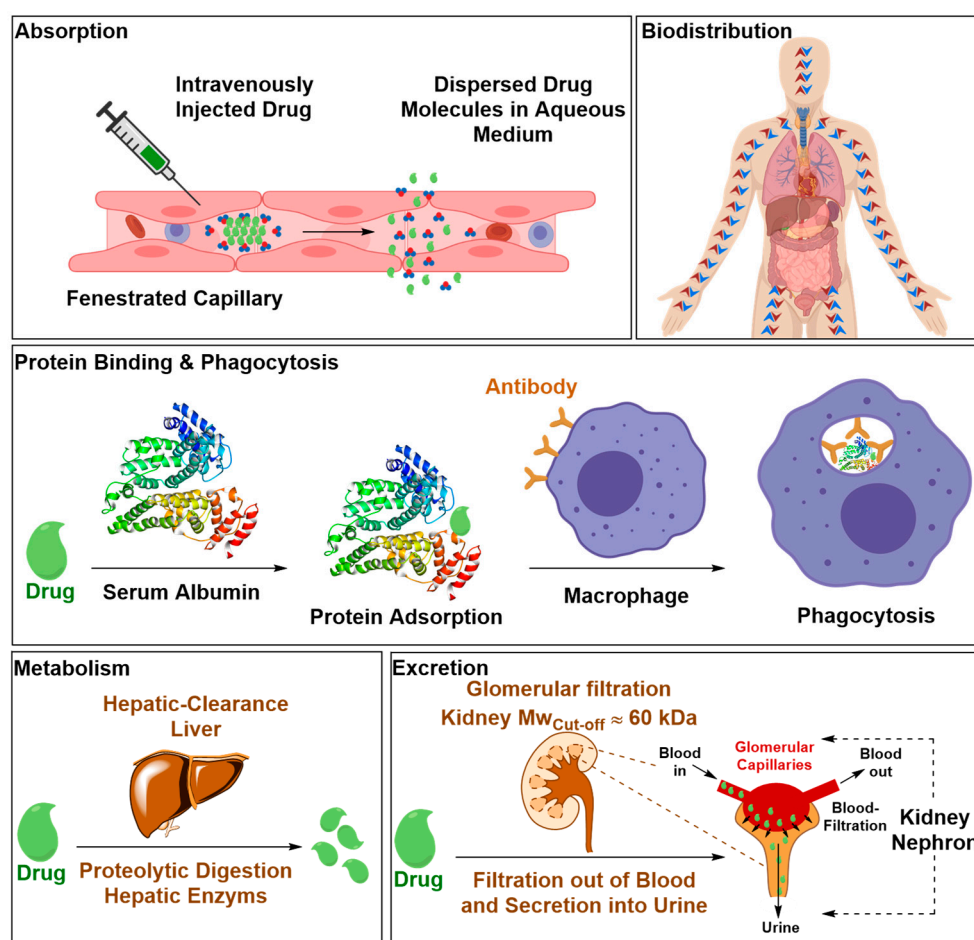 Absorption
Intravenously
Injected Drug
Dispersed Drug
Molecules in Aqueous
Medium
Fenestrated Capillary
Biodistribution
Protein Binding & Phagocytosis
Antibody
Drug
Serum Albumin
Protein Adsorption
Macrophage
Phagocytosis
Metabolism
Hepatic-Clearance
Liver
Drug
Proteolytic Digestion
Hepatic Enzyms
Excretion
Glomerular filtration
Kidney MwCut-off ≈ 60 kDa
Blood
in
Glomerular
Capillaries
Blood
out
Blood-
Filtration
Kidney
Nephron
Drug
Filtration out of Blood
and Secretion into Urine
Urine